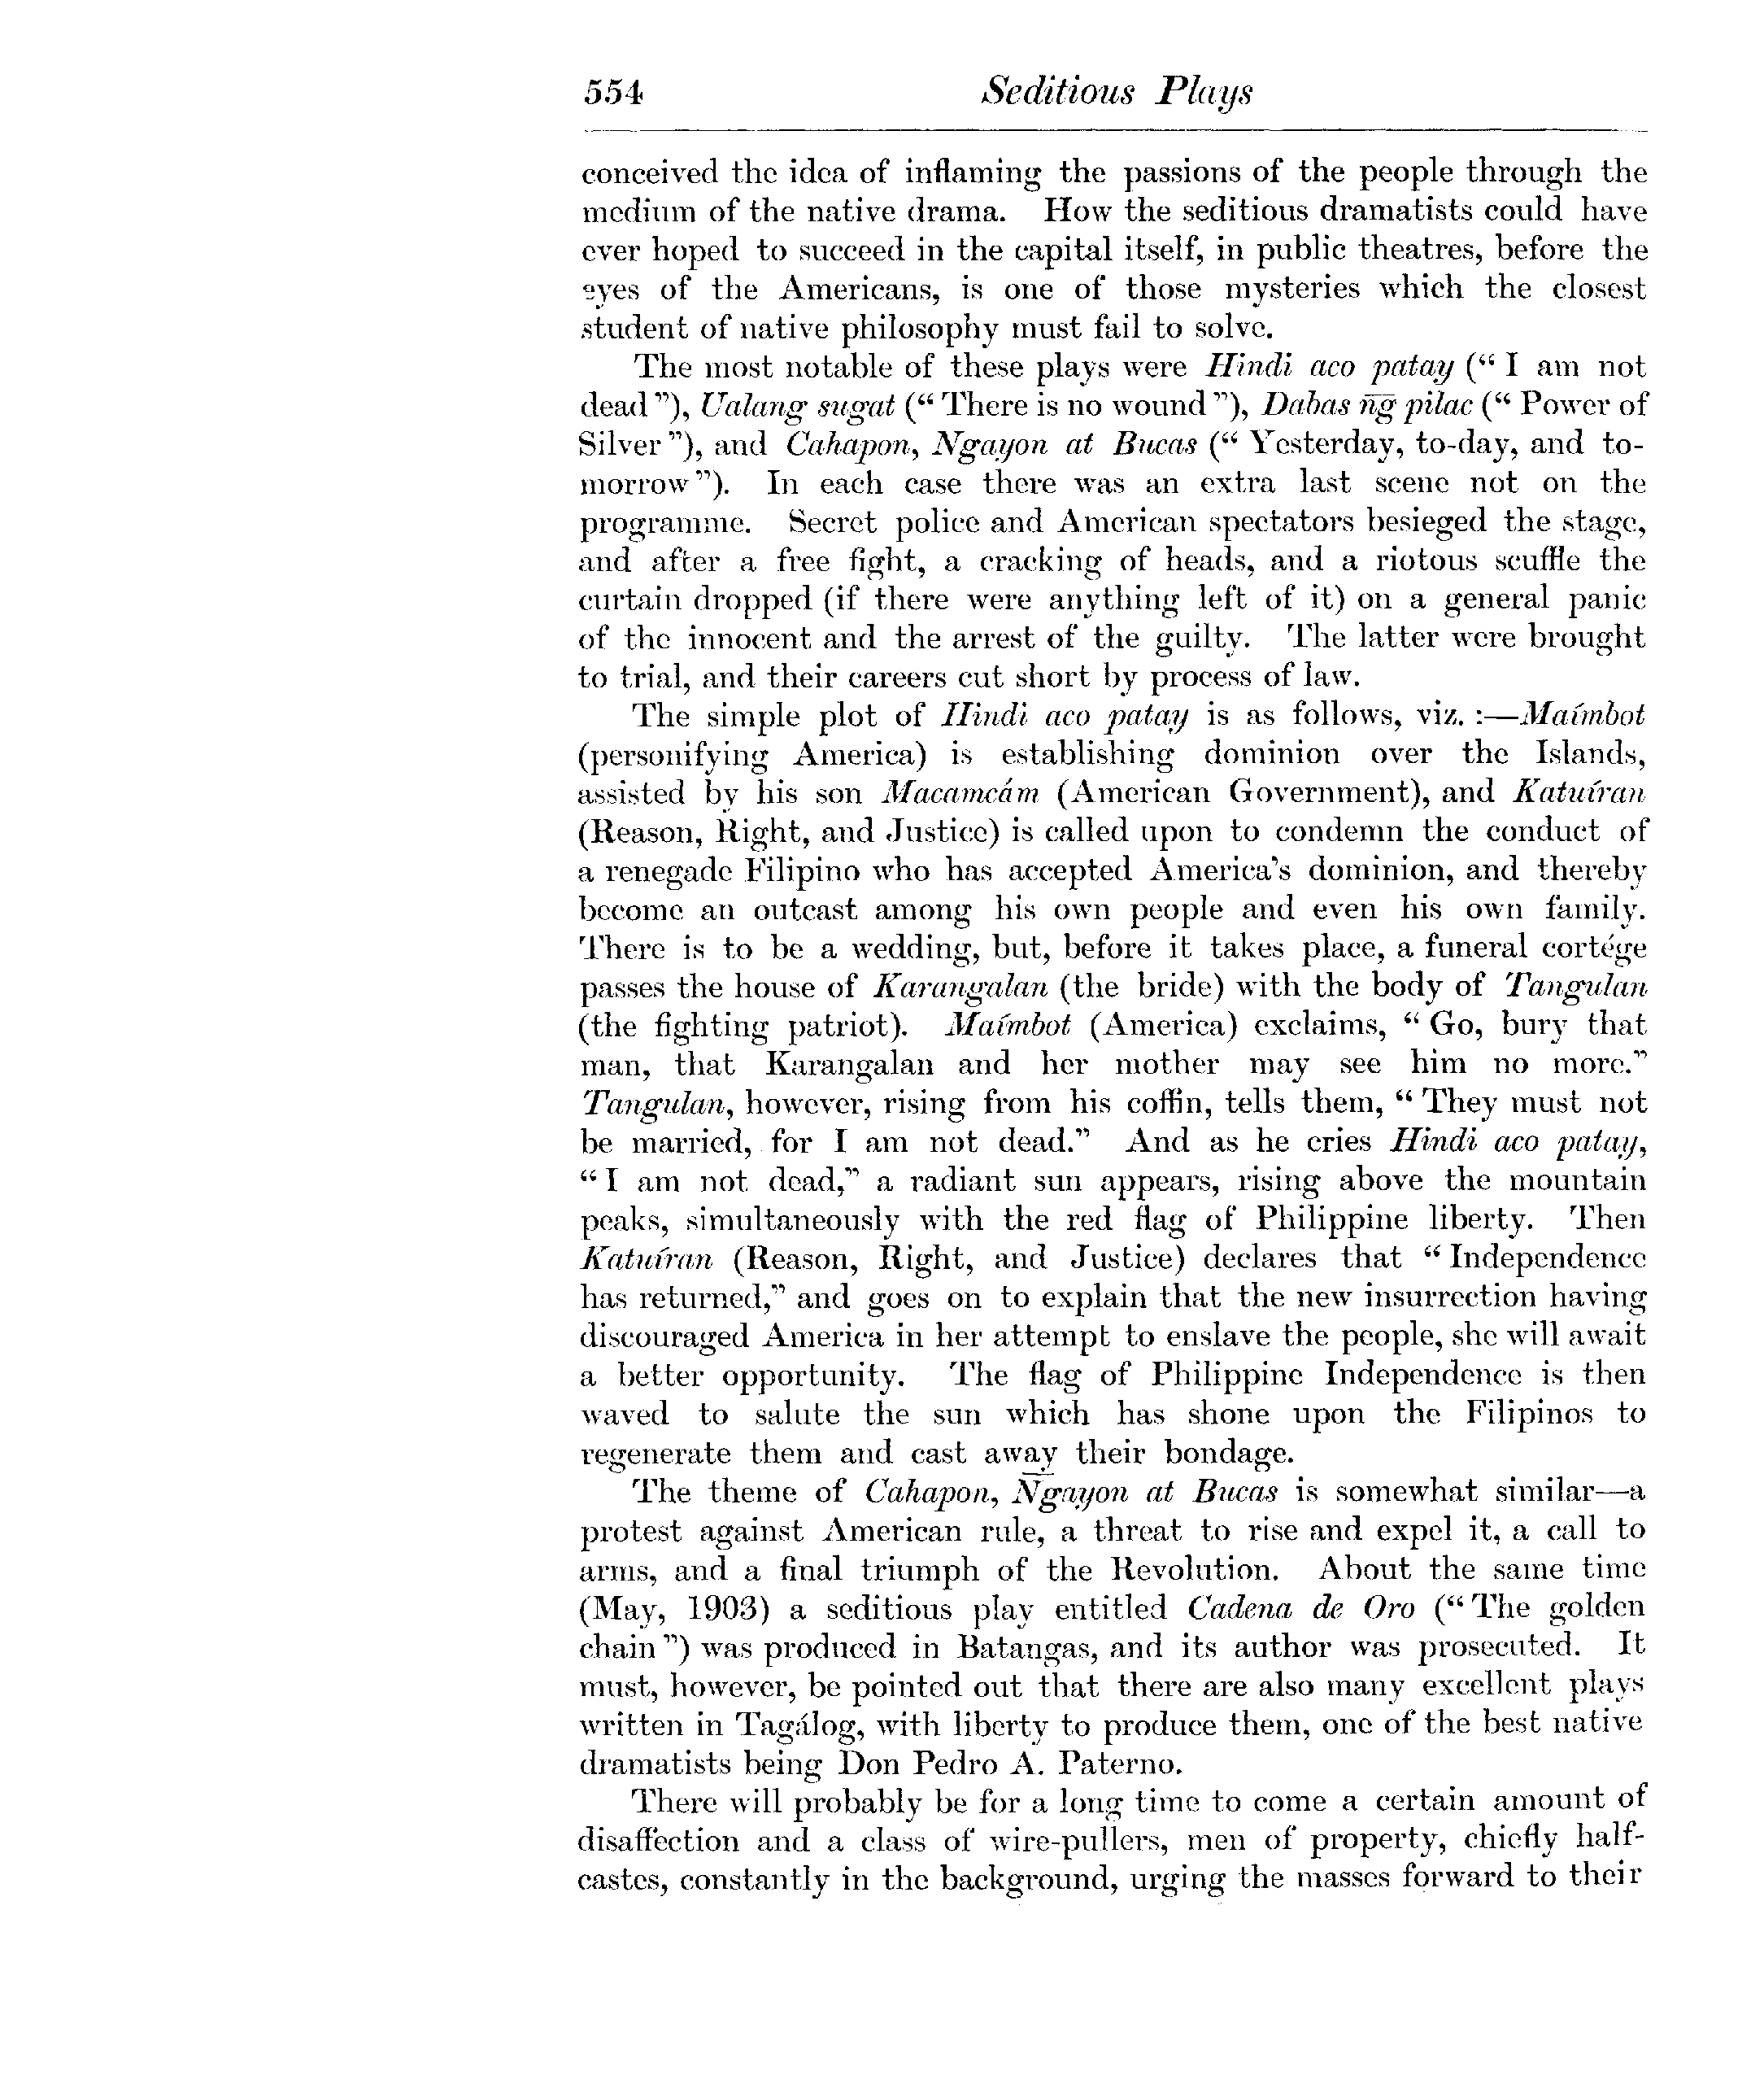 554 Seditious Plays
conceived the idea of inflaming the passions of the people through the
medium of the native drama. How the seditious dramatists could have
ever hoped to succeed in the capital itself, in public theatres, before the
eyes of the Americans, is one of those mysteries which the closest
student of native philosophy must fail to solve.
The most notable of these plays were Hindi aco patay (“ I am not
dead ”), Ualang sugat (“ There is no wound ”), Dahas n͠g pilac (“ Power of
Silver ”), and Cahapon, Ngayon at Bucas (“ Yesterday, to-day, and to-
morrow ”). In each case there was an extra last scene not on the
programme. Secret police and American spectators besieged the stage,
and after a free fight, a cracking of heads, and a riotous scuffle the
curtain dropped (if there were anything left of it) on a general panic
of the innocent and the arrest of the guilty. The latter were brought
to trial, and their careers cut short by process of law.
The simple plot of Hindi aco patay is as follows, viz. :—Maímbot
(personifying America) is establishing dominion over the Islands,
assisted by his son Macamcám (American Government), and Katuíran
(Reason, Right, and Justice) is called upon to condemn the conduct of
a renegade Filipino who has accepted America’s dominion, and thereby
become an outcast among his own people and even his own family.
There is to be a wedding, but, before it takes place, a funeral cortége
passes the house of Karangalan (the bride) with the body of Tangulan
(the fighting patriot). Maímbot (America) exclaims, “ Go, bury that
man, that Karangalan and her mother may see him no more.”
Tangulan, however, rising from his coffin, tells them, “ They must not
be married, for I am not dead.” And as he cries Hindi aco patay,
“ I am not dead,” a radiant sun appears, rising above the mountain
peaks, simultaneously with the red flag of Philippine liberty. Then
Katuíran (Reason, Right, and Justice) declares that “ Independence
has returned,” and goes on to explain that the new insurrection having
discouraged America in her attempt to enslave the people, she will await
a better opportunity. The flag of Philippine Independence is then
waved to salute the sun which has shone upon the Filipinos to
regenerate them and cast away their bondage.
The theme of Cahapon, N͠gayon at Bucas is somewhat similar—a
protest against American rule, a threat to rise and expel it, a call to
arms, and a final triumph of the Revolution. About the same time
(May, 1903) a seditious play entitled Cadena de Oro (“ The golden
chain ”) was produced in Batangas, and its author was prosecuted. It
must, however, be pointed out that there are also many excellent plays
written in Tagálog, with liberty to produce them, one of the best native
dramatists being Don Pedro A. Paterno.
There will probably be for a long time to come a certain amount of
disaffection and a class of wire-pullers, men of property, chiefly half-
castes, constantly in the background, urging the masses forward to their